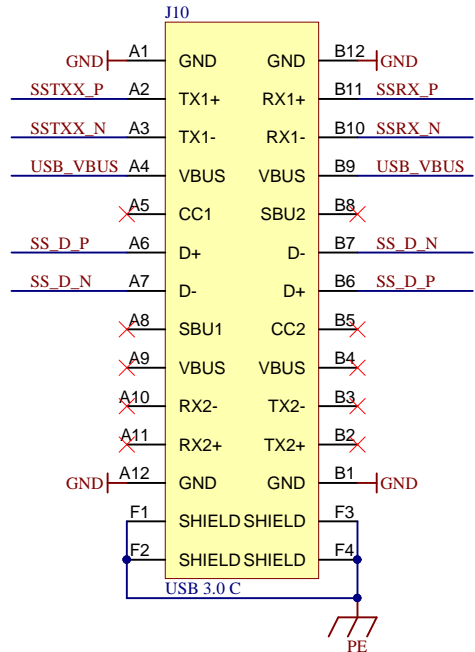 J10
GND A1 GND GND B12 GND
SSTXX_P A2 TX1+ RX1+ B11 SSRX_P
SSTXX_N A3 TX1- RX1- B10 SSRX_N
USB_VBUS A4 VBUS VBUS B9 USB_VBUS
A5 CC1 SBU2 B8
SS_D_P A6 D+ D- B7 SS_D_N
SS_D_N A7 D- D+ B6 SS_D_P
A8 SBU1 CC2 B5
A9 VBUS VBUS B4
A10 RX2- TX2- B3
A11 RX2+ TX2+ B2
GND A12 GND GND B1 GND
F1 SHIELD SHIELD F3
F2 SHIELD SHIELD F4
USB 3.0 C
PE